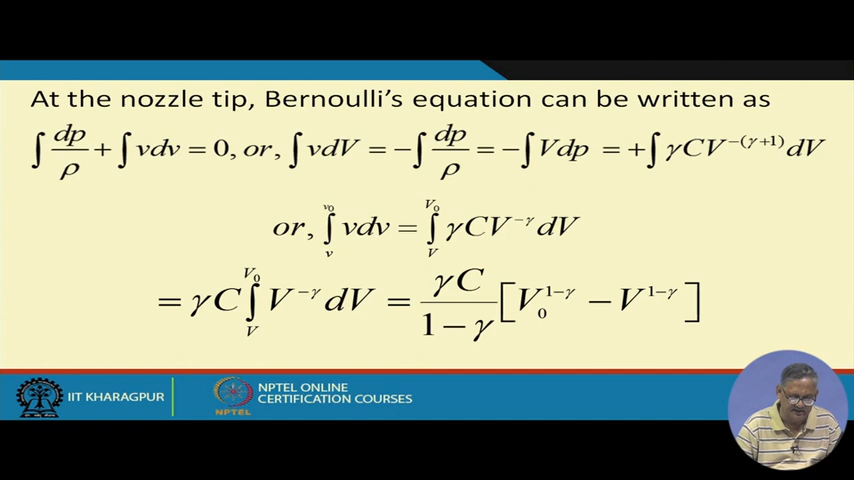 At the nozzle tip, Bernoulli's equation can be written as
∫ dp/ρ + ∫ vdv = 0, or, ∫ vdV = −∫ dp/ρ = −∫ Vdp = +∫ γCV^−(γ+1) dV
or, ∫_v^v₀ vdv = ∫_V^V₀ γCV^−γ dV
= γC ∫_V^V₀ V^−γ dV = γC/(1−γ) [V₀^1−γ − V^1−γ]
IIT KHARAGPUR
NPTEL
NPTEL ONLINE
CERTIFICATION COURSES